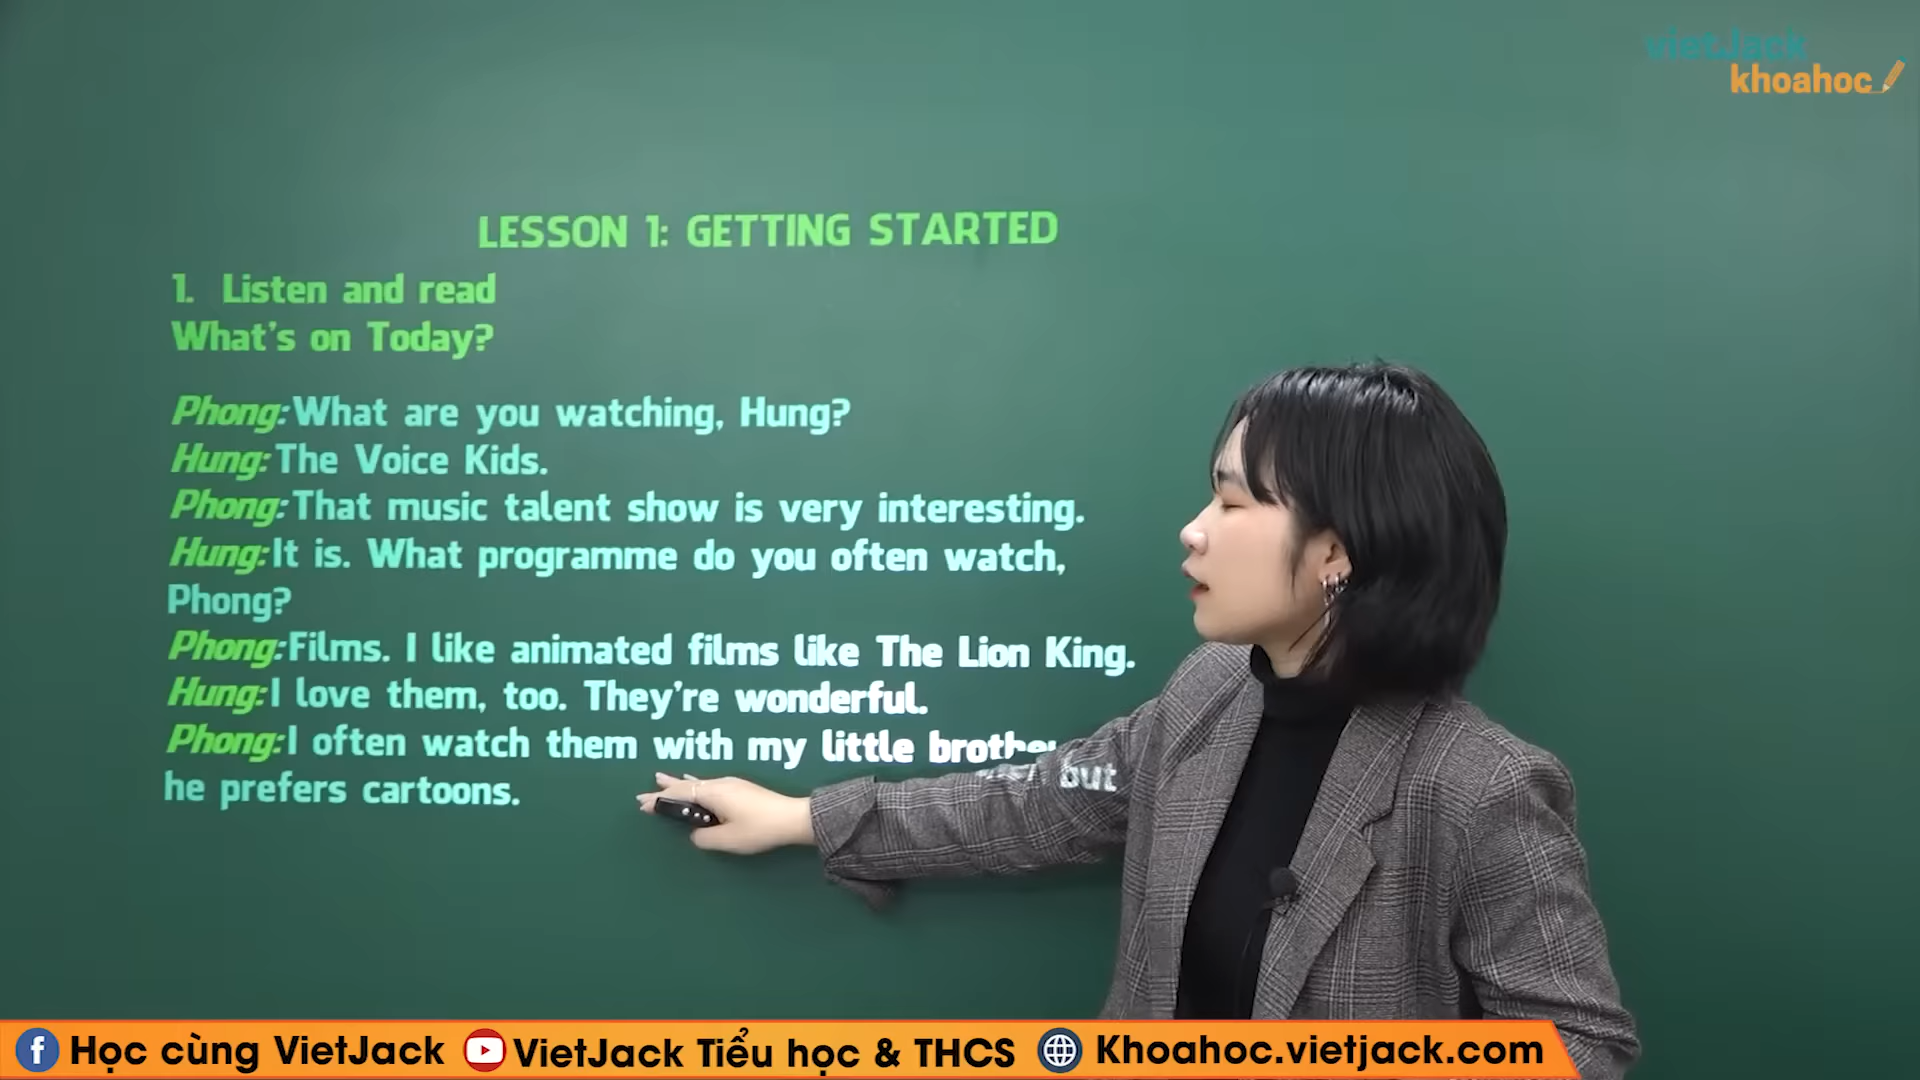 vietJack
khoahoc
LESSON 1: GETTING STARTED
1. Listen and read
What's on Today?
Phong: What are you watching, Hung?
Hung: The Voice Kids.
Phong: That music talent show is very interesting.
Hung: It is. What programme do you often watch,
Phong?
Phong: Films. I like animated films like The Lion King.
Hung: I love them, too. They're wonderful.
Phong: I often watch them with my little brother but
he prefers cartoons.
Học cùng VietJack VietJack Tiểu học & THCS Khoahoc.vietjack.com